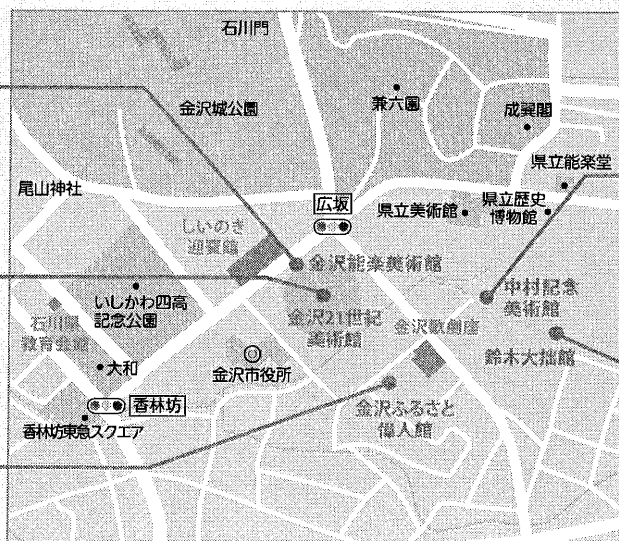 石川門
金沢城公園
兼六園
成巽閣
県立能楽堂
尾山神社
広坂
県立美術館
県立歴史
博物館
しいのき
迎賓館
金沢能楽美術館
中村記念
美術館
いしかわ四高
記念公園
金沢21世紀
美術館
金沢歌劇座
石川県
教育会館
鈴木大拙館
大和
金沢市役所
香林坊
金沢ふるさと
偉人館
香林坊東急スクエア